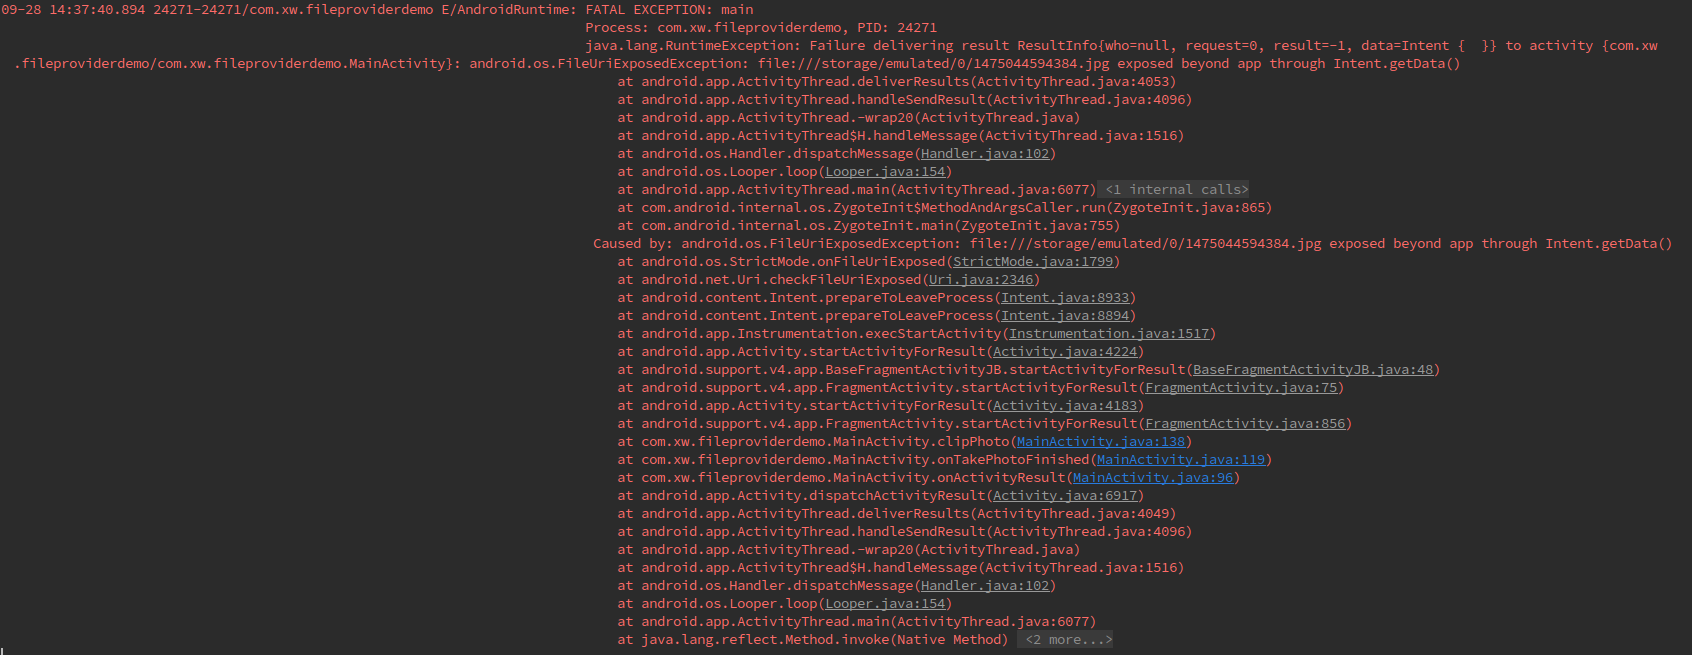 09-28 14:37:40.894 24271-24271/com.xw.fileproviderdemo E/AndroidRuntime: FATAL EXCEPTION: main
Process: com.xw.fileproviderdemo, PID: 24271
java.lang.RuntimeException: Failure delivering result ResultInfo{who=null, request=0, result=-1, data=Intent {  }} to activity {com.xw
.fileproviderdemo/com.xw.fileproviderdemo.MainActivity}: android.os.FileUriExposedException: file:///storage/emulated/0/1475044594384.jpg exposed beyond app through Intent.getData()
at android.app.ActivityThread.deliverResults(ActivityThread.java:4053)
at android.app.ActivityThread.handleSendResult(ActivityThread.java:4096)
at android.app.ActivityThread.-wrap20(ActivityThread.java)
at android.app.ActivityThread$H.handleMessage(ActivityThread.java:1516)
at android.os.Handler.dispatchMessage(Handler.java:102)
at android.os.Looper.loop(Looper.java:154)
at android.app.ActivityThread.main(ActivityThread.java:6077) <1 internal calls>
at com.android.internal.os.ZygoteInit$MethodAndArgsCaller.run(ZygoteInit.java:865)
at com.android.internal.os.ZygoteInit.main(ZygoteInit.java:755)
Caused by: android.os.FileUriExposedException: file:///storage/emulated/0/1475044594384.jpg exposed beyond app through Intent.getData()
at android.os.StrictMode.onFileUriExposed(StrictMode.java:1799)
at android.net.Uri.checkFileUriExposed(Uri.java:2346)
at android.content.Intent.prepareToLeaveProcess(Intent.java:8933)
at android.content.Intent.prepareToLeaveProcess(Intent.java:8894)
at android.app.Instrumentation.execStartActivity(Instrumentation.java:1517)
at android.app.Activity.startActivityForResult(Activity.java:4224)
at android.support.v4.app.BaseFragmentActivityJB.startActivityForResult(BaseFragmentActivityJB.java:48)
at android.support.v4.app.FragmentActivity.startActivityForResult(FragmentActivity.java:75)
at android.app.Activity.startActivityForResult(Activity.java:4183)
at android.support.v4.app.FragmentActivity.startActivityForResult(FragmentActivity.java:856)
at com.xw.fileproviderdemo.MainActivity.clipPhoto(MainActivity.java:138)
at com.xw.fileproviderdemo.MainActivity.onTakePhotoFinished(MainActivity.java:119)
at com.xw.fileproviderdemo.MainActivity.onActivityResult(MainActivity.java:96)
at android.app.Activity.dispatchActivityResult(Activity.java:6917)
at android.app.ActivityThread.deliverResults(ActivityThread.java:4049)
at android.app.ActivityThread.handleSendResult(ActivityThread.java:4096)
at android.app.ActivityThread.-wrap20(ActivityThread.java)
at android.app.ActivityThread$H.handleMessage(ActivityThread.java:1516)
at android.os.Handler.dispatchMessage(Handler.java:102)
at android.os.Looper.loop(Looper.java:154)
at android.app.ActivityThread.main(ActivityThread.java:6077)
at java.lang.reflect.Method.invoke(Native Method) <2 more...>